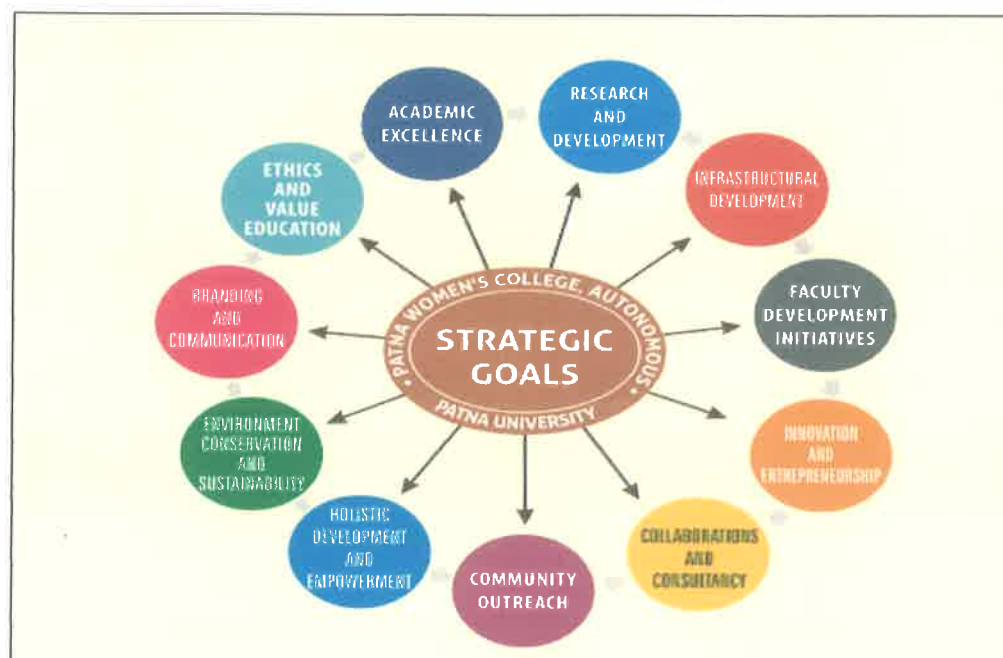 PATNA WOMEN'S COLLEGE, AUTONOMOUS
STRATEGIC
GOALS
PATNA UNIVERSITY
ACADEMIC
EXCELLENCE
RESEARCH
AND
DEVELOPMENT
INFRASTRUCTURAL
DEVELOPMENT
FACULTY
DEVELOPMENT
INITIATIVES
INNOVATION
AND
ENTREPRENEURSHIP
COLLABORATIONS
AND
CONSULTANCY
COMMUNITY
OUTREACH
HOLISTIC
DEVELOPMENT
AND
EMPOWERMENT
ENVIRONMENT
CONSERVATION
AND
SUSTAINABILITY
BRANDING
AND
COMMUNICATION
ETHICS
AND
VALUE
EDUCATION